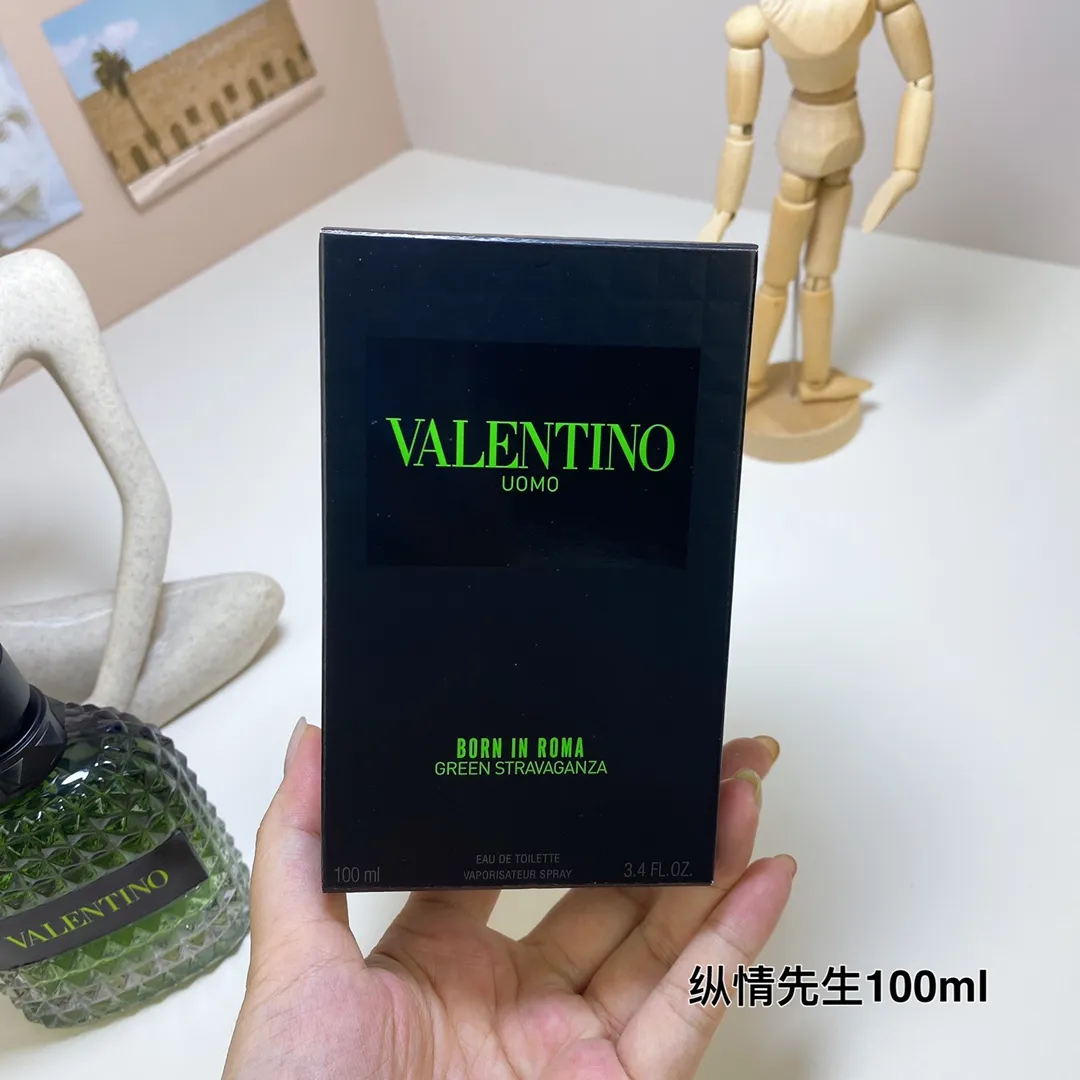 VALENTINO
UOMO
BORN IN ROMA
GREEN STRAVAGANZA
EAU DE TOILETTE
VAPORISATEUR SPRAY
100 ml
3.4 FL.OZ.
VALENTINO
纵情先生100ml